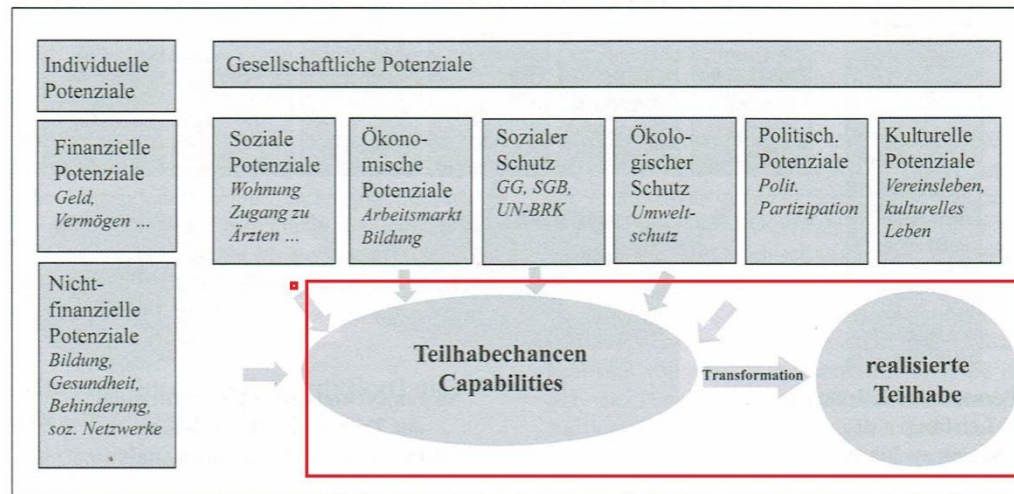 Individuelle
Potenziale
Gesellschaftliche Potenziale
Finanzielle
Potenziale
Geld,
Vermögen ...
Soziale
Potenziale
Wohnung
Zugang zu
Ärzten ...
Ökono-
mische
Potenziale
Arbeitsmarkt
Bildung
Sozialer
Schutz
GG, SGB,
UN-BRK
Ökolo-
gischer
Schutz
Umwelt-
schutz
Politisch.
Potenziale
Polit.
Partizipation
Kulturelle
Potenziale
Vereinsleben,
kulturelles
Leben
Nicht-
finanzielle
Potenziale
Bildung,
Gesundheit,
Behinderung,
soz. Netzwerke
Teilhabechancen
Capabilities
Transformation
realisierte
Teilhabe